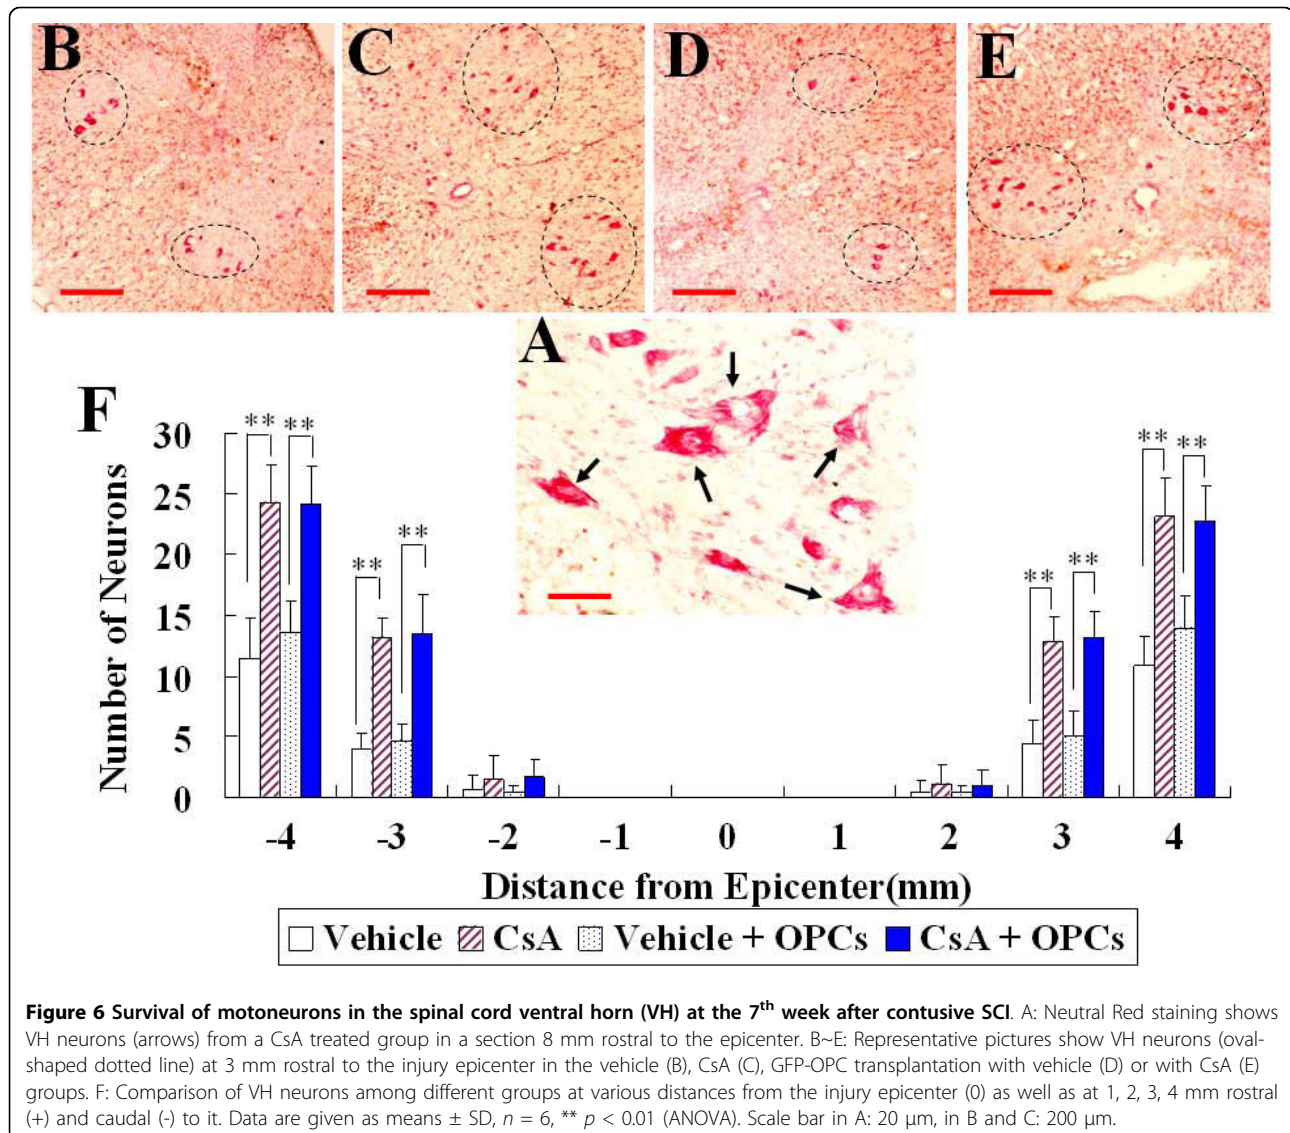 B C D E
A
F
** ** ** ** ** ** ** **
30
25
20
15
10
5
0
Number of Neurons
-4 -3 -2 -1 0 1 2 3 4
Distance from Epicenter(mm)
Vehicle CsA Vehicle + OPCs CsA + OPCs
Figure 6 Survival of motoneurons in the spinal cord ventral horn (VH) at the 7th week after contusive SCI. A: Neutral Red staining shows
VH neurons (arrows) from a CsA treated group in a section 8 mm rostral to the epicenter. B~E: Representative pictures show VH neurons (oval-
shaped dotted line) at 3 mm rostral to the injury epicenter in the vehicle (B), CsA (C), GFP-OPC transplantation with vehicle (D) or with CsA (E)
groups. F: Comparison of VH neurons among different groups at various distances from the injury epicenter (0) as well as at 1, 2, 3, 4 mm rostral
(+) and caudal (-) to it. Data are given as means ± SD, n = 6, ** p < 0.01 (ANOVA). Scale bar in A: 20 μm, in B and C: 200 μm.